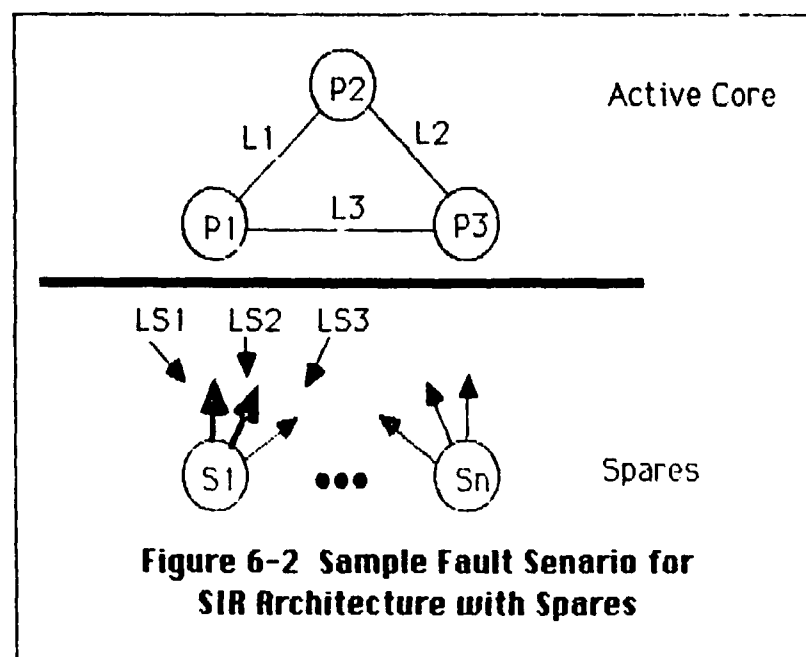 P2
Active Core
L1
L2
P1
L3
P3
LS1
LS2
LS3
S1
Sn
Spares
Figure 6-2 Sample Fault Senario for
SIR Architecture with Spares